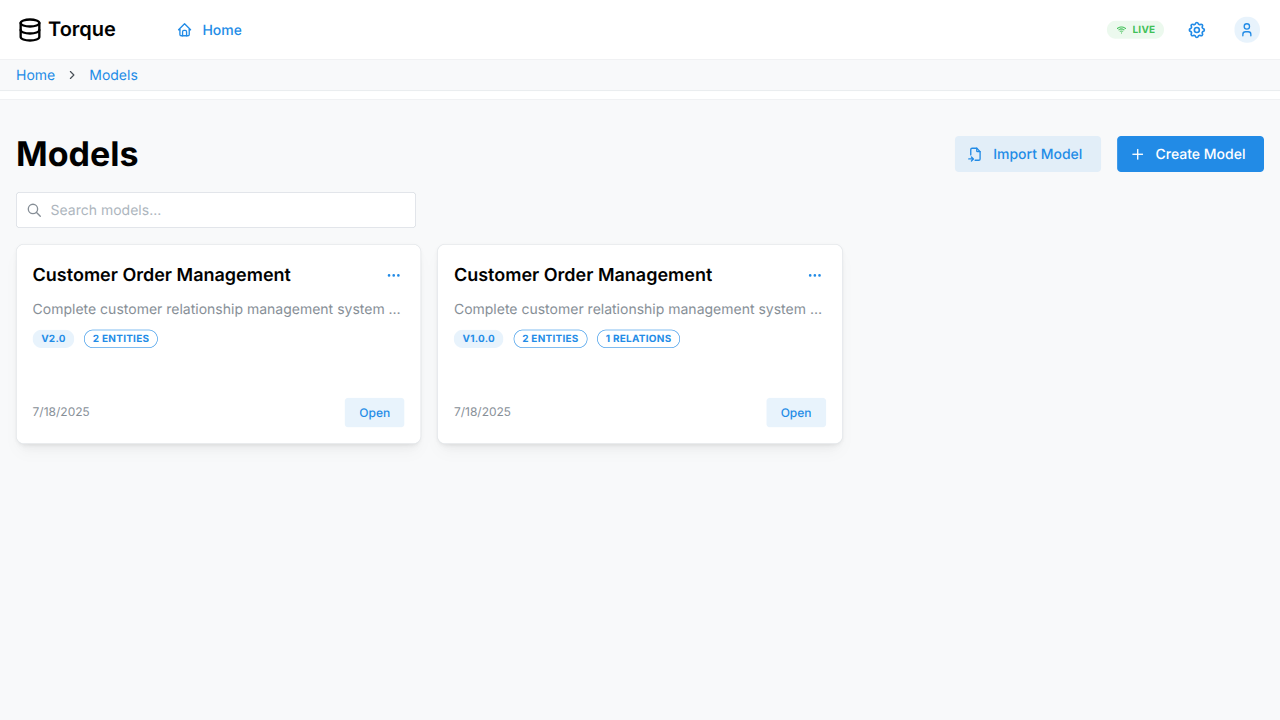 Torque
Home
LIVE
Home
Models
Models
Import Model
Create Model
Search models...
Customer Order Management
Complete customer relationship management system ...
V2.0
2 ENTITIES
7/18/2025
Open
Customer Order Management
Complete customer relationship management system ...
V1.0.0
2 ENTITIES
1 RELATIONS
7/18/2025
Open